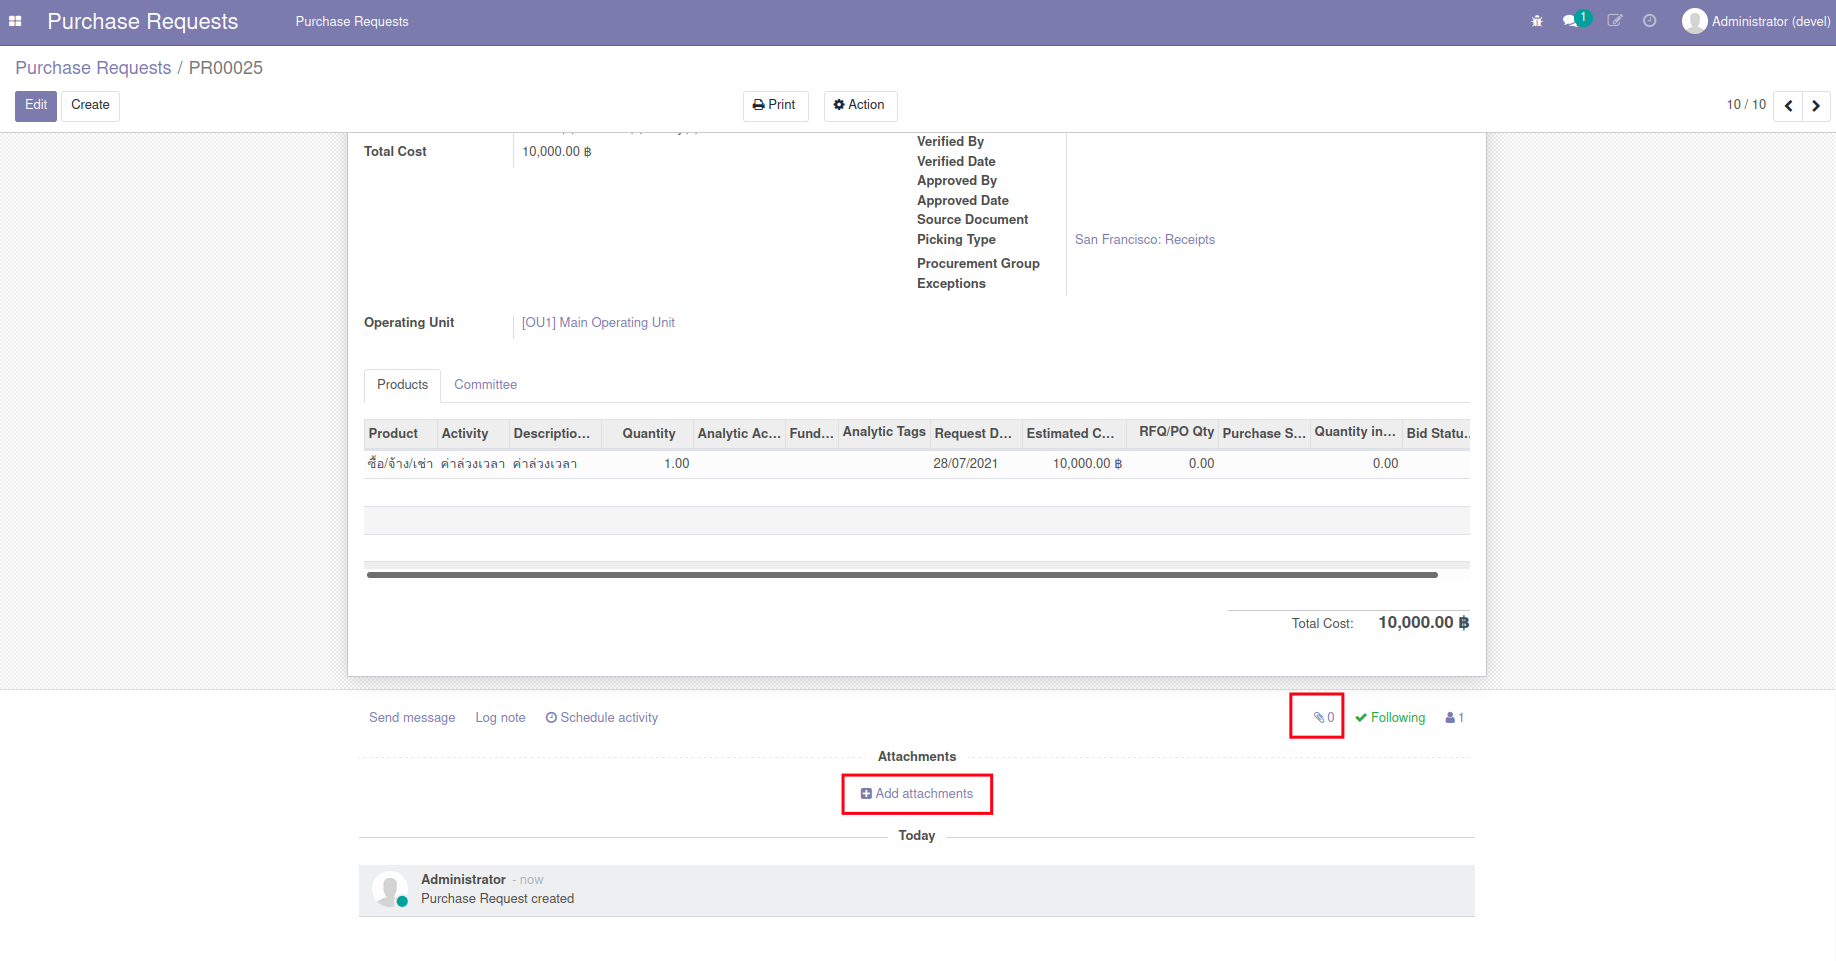 Purchase Requests Purchase Requests 1 Administrator (devel)
Purchase Requests / PR00025
Edit Create Print Action 10 / 10
Verified By
Total Cost 10,000.00 ฿
Verified Date
Approved By
Approved Date
Source Document
Picking Type San Francisco: Receipts
Procurement Group
Exceptions
Operating Unit [OU1] Main Operating Unit
Products Committee
Product Activity Descriptio... Quantity Analytic Ac... Fund... Analytic Tags Request D... Estimated C... RFQ/PO Qty Purchase S... Quantity in... Bid Statu..
ซื้อ/จ้าง/เช่า ค่าล่วงเวลา ค่าล่วงเวลา 1.00 28/07/2021 10,000.00 ฿ 0.00 0.00
Total Cost: 10,000.00 ฿
Send message Log note Schedule activity 0 Following 1
Attachments
Add attachments
Today
Administrator - now
Purchase Request created